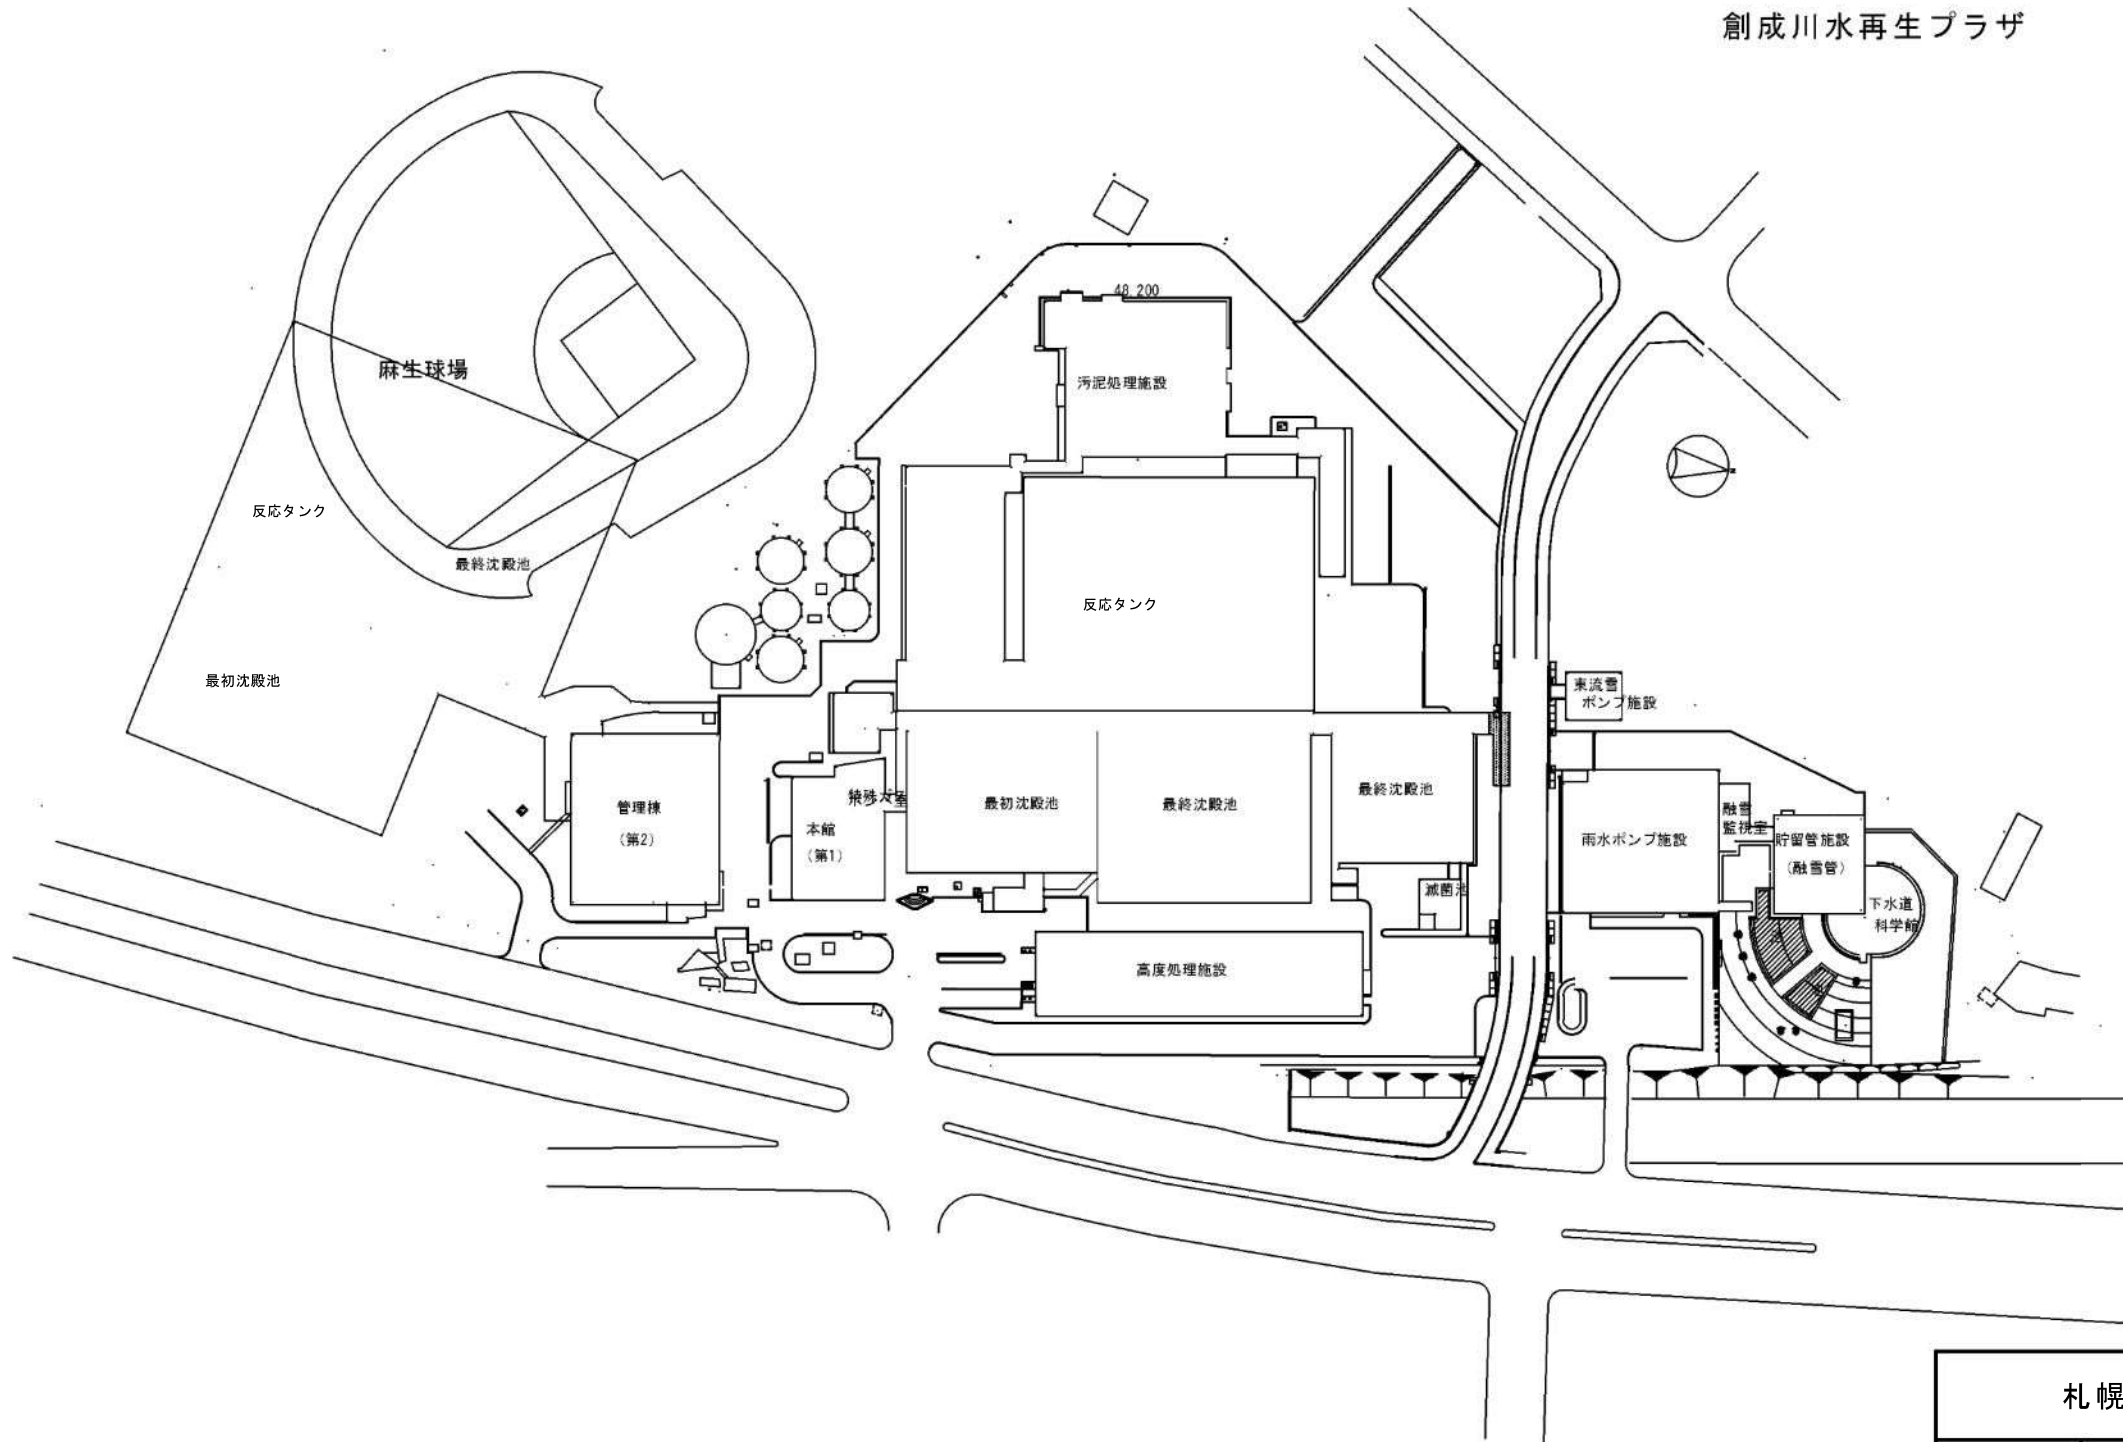 創成川水再生プラザ
48,200
麻生球場
汚泥処理施設
反応タンク
最終沈殿池
反応タンク
最初沈殿池
東流雪
ポンプ施設
管理棟
(第2)
本館
(第1)
最初沈殿池
最終沈殿池
最終沈殿池
滅菌池
雨水ポンプ施設
融雪
監視室
貯留管施設
(融雪管)
下水道
科学館
高度処理施設
札幌